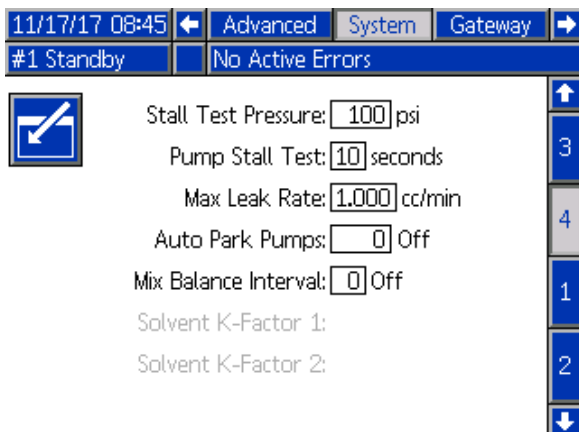 11/17/17 08:45 Advanced System Gateway
#1 Standby No Active Errors
Stall Test Pressure: 100 psi
3
Pump Stall Test: 10 seconds
Max Leak Rate: 1.000 cc/min
4
Auto Park Pumps: 0 Off
Mix Balance Interval: 0 Off
1
Solvent K-Factor 1:
Solvent K-Factor 2:
2